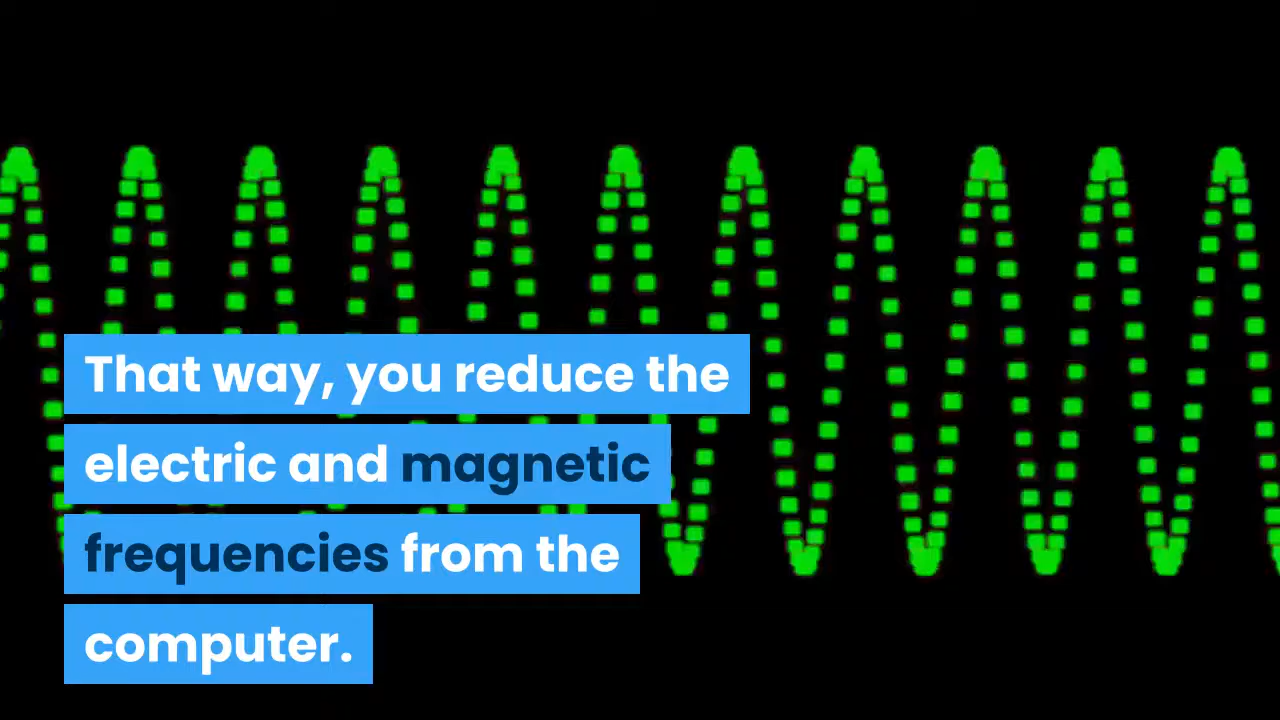 That way, you reduce the
electric and magnetic
frequencies from the
computer.